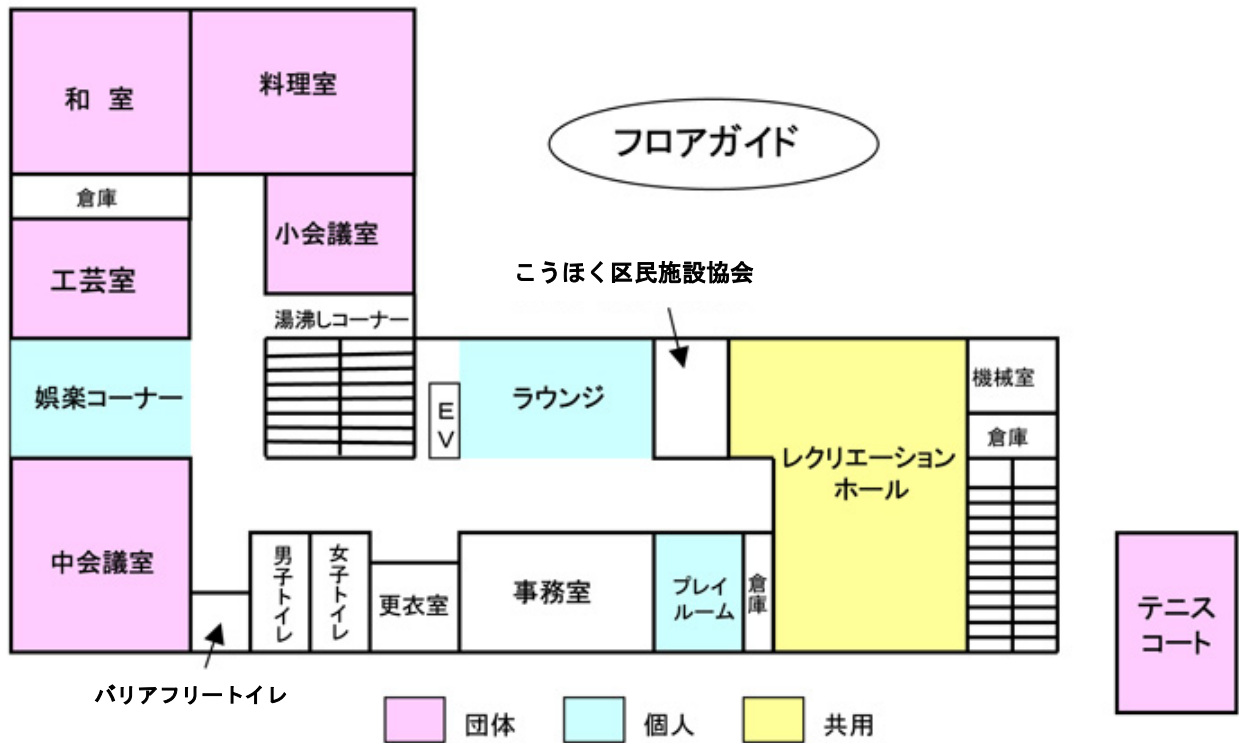 和 室
料理室
フロアガイド
倉庫
小会議室
工芸室
こうほく区民施設協会
湯沸しコーナー
娯楽コーナー
EV
ラウンジ
機械室
倉庫
レクリエーション
ホール
中会議室
男子トイレ
女子トイレ
更衣室
事務室
プレイ
ルーム
倉庫
テニス
コート
バリアフリートイレ
団体
個人
共用